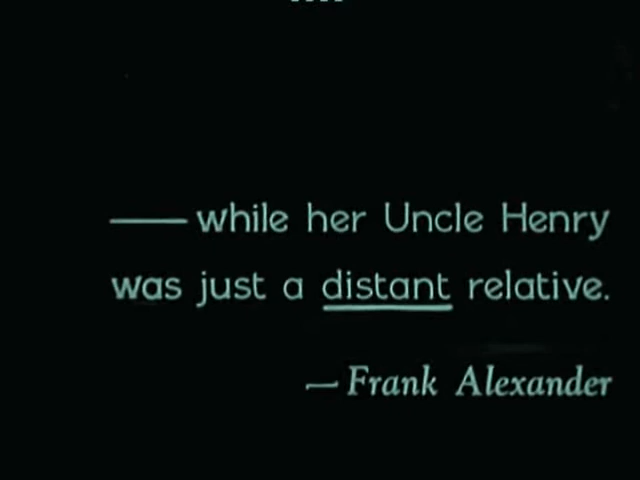 —— while her Uncle Henry
was just a distant relative.
— Frank Alexander